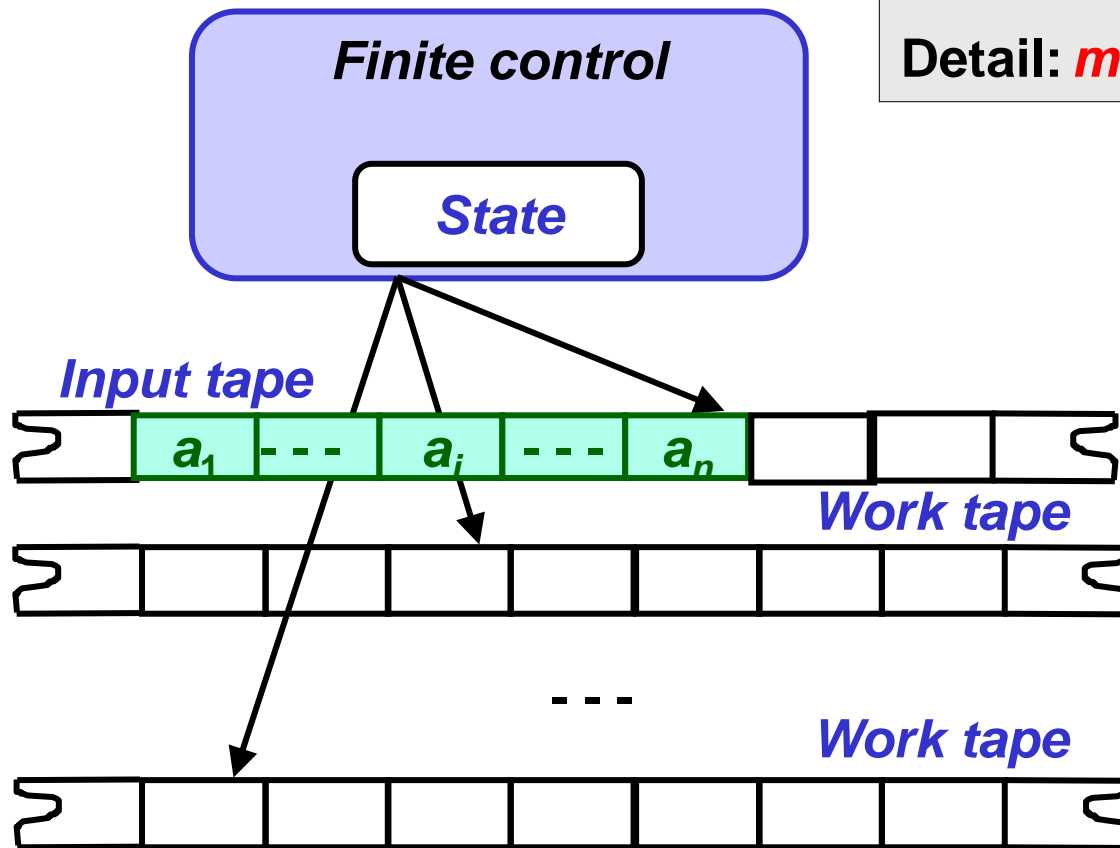 Finite control
Detail: m
State
Input tape
a1 --- ai --- an
Work tape
---
Work tape